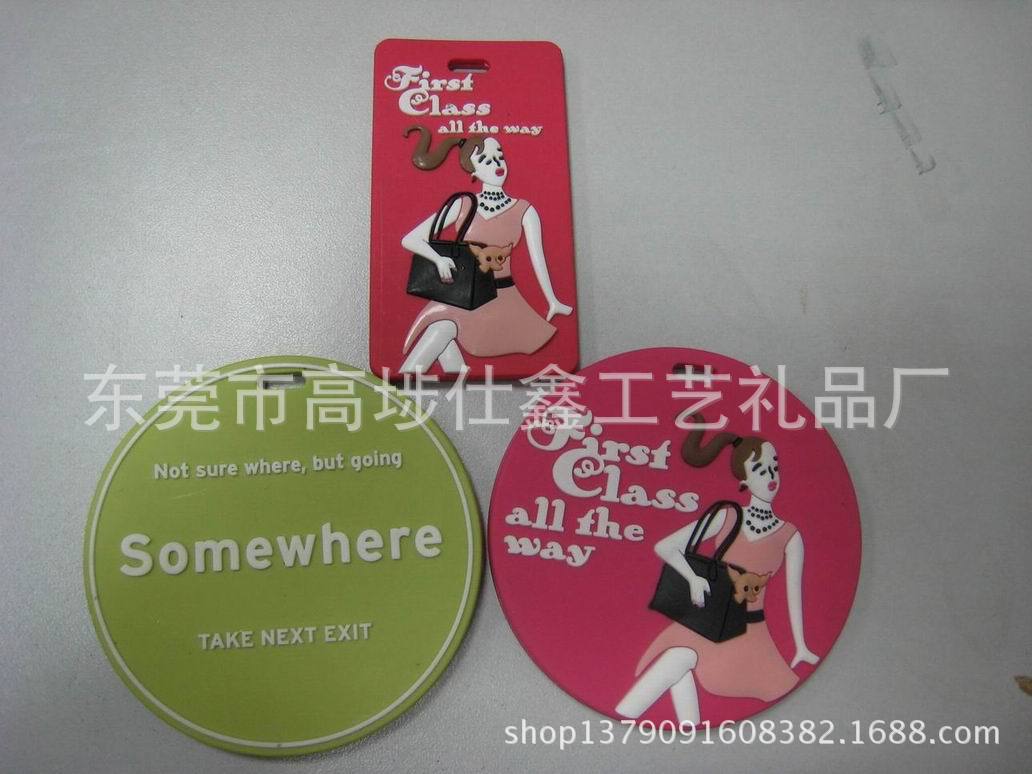 First
Class
all the way
东莞市高埗仕鑫工艺礼品厂
Not sure where, but going
Somewhere
TAKE NEXT EXIT
First
Class
all the
way
shop1379091608382.1688.com